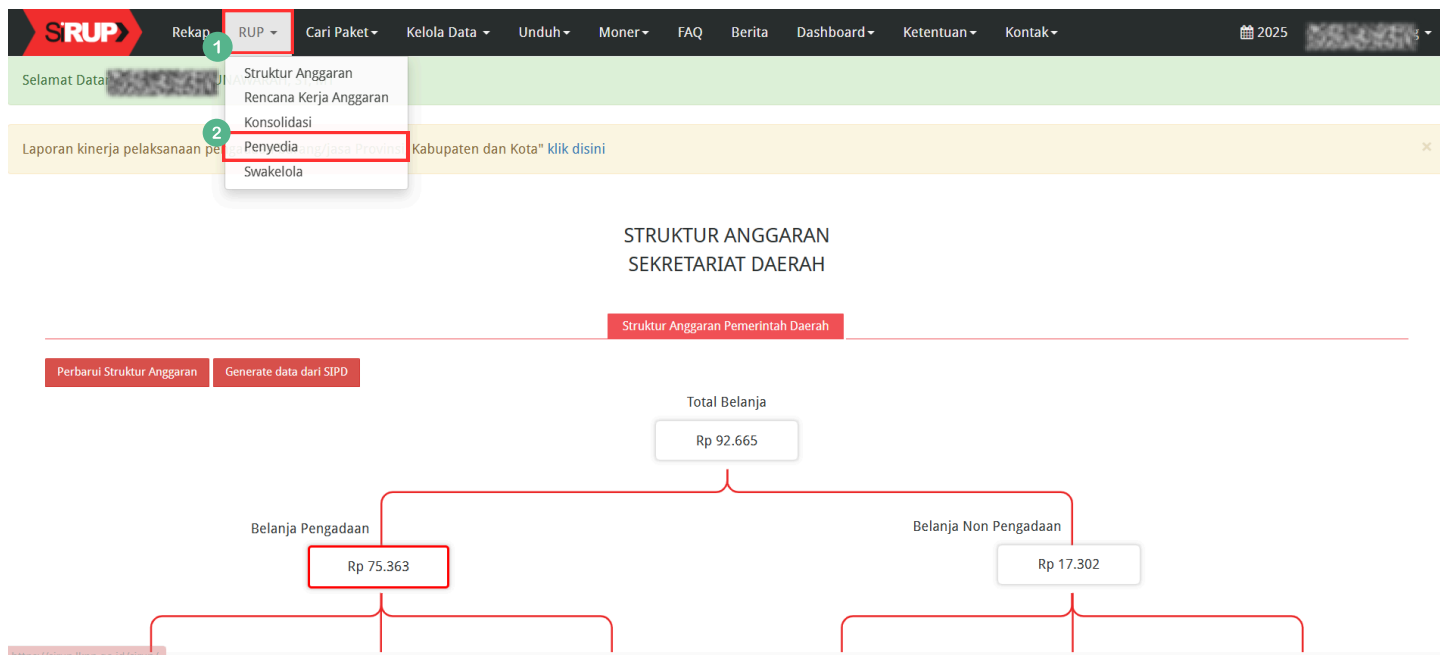 SiRUP
Rekap RUP Cari Paket Kelola Data Unduh Moner FAQ Berita Dashboard Ketentuan Kontak 2025
1
Selamat
Struktur Anggaran
Rencana Kerja Anggaran
Konsolidasi
2
Penyedia
Swakelola
Laporan kinerja pelaksanaan Kabupaten dan Kota" klik disini ×
STRUKTUR ANGGARAN
SEKRETARIAT DAERAH
Struktur Anggaran Pemerintah Daerah
Perbarui Struktur Anggaran Generate data dari SIPD
Total Belanja
Rp 92.665
Belanja Pengadaan Belanja Non Pengadaan
Rp 75.363 Rp 17.302